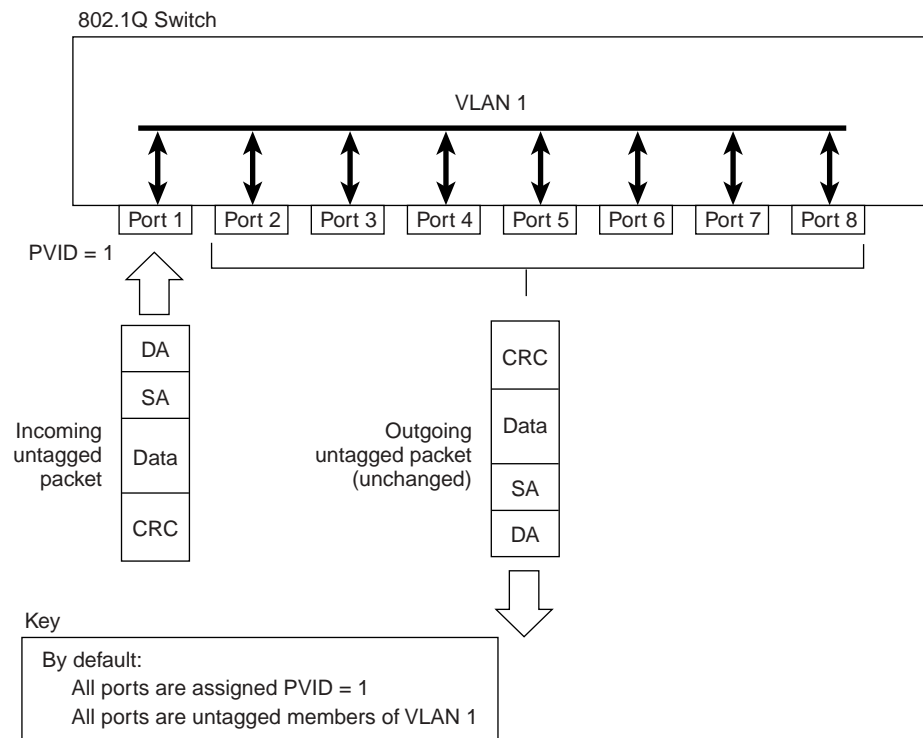 802.1Q Switch
VLAN 1
Port 1
Port 2
Port 3
Port 4
Port 5
Port 6
Port 7
Port 8
PVID = 1
DA
SA
Data
CRC
Incoming
untagged
packet
CRC
Data
SA
DA
Outgoing
untagged packet
(unchanged)
Key
By default:
All ports are assigned PVID = 1
All ports are untagged members of VLAN 1